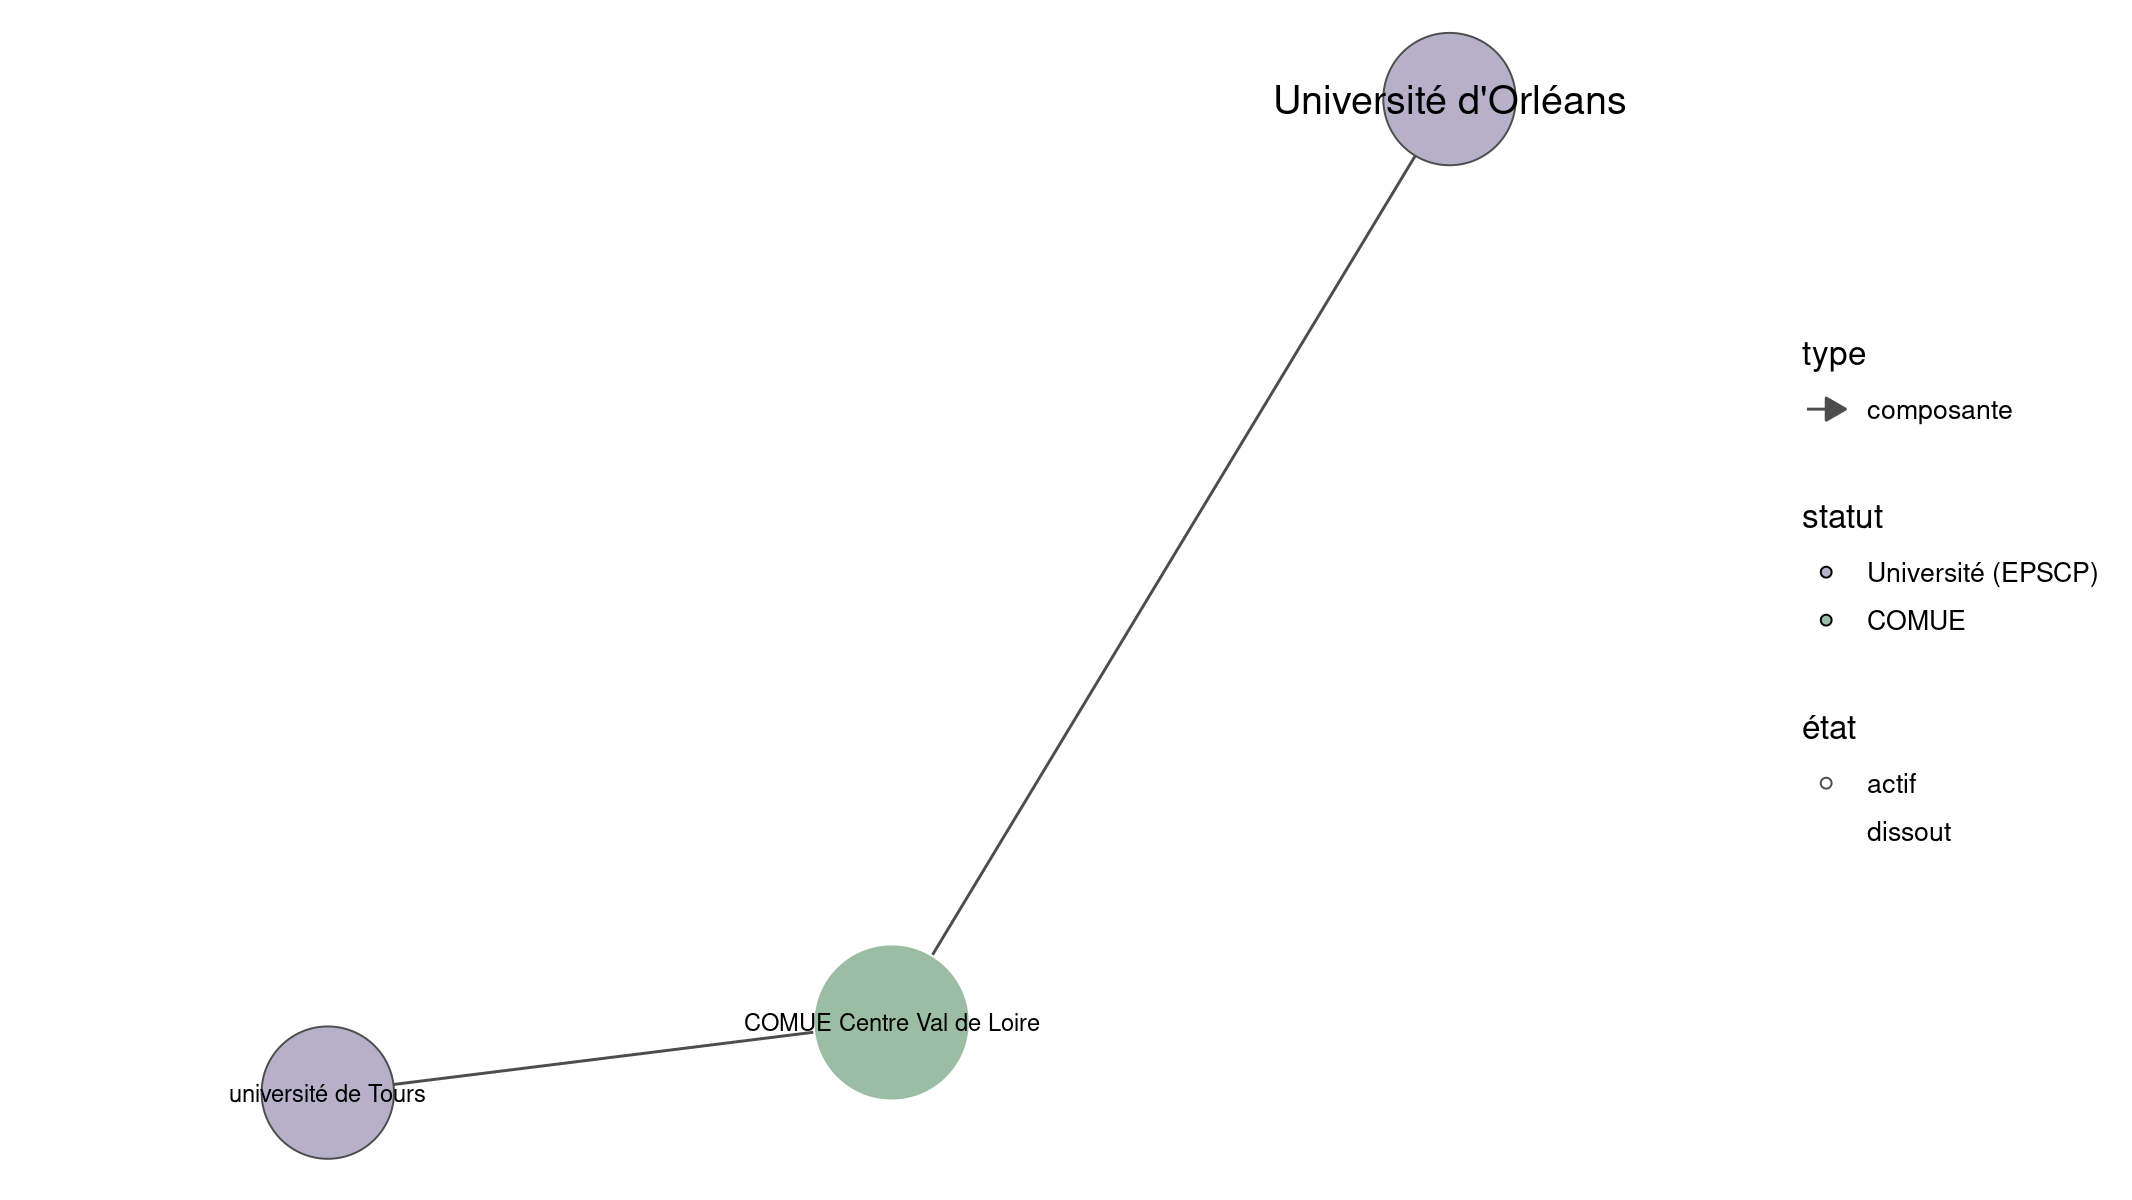 Université d'Orléans
type
composante
statut
Université (EPSCP)
COMUE
état
actif
dissout
COMUE Centre Val de Loire
université de Tours